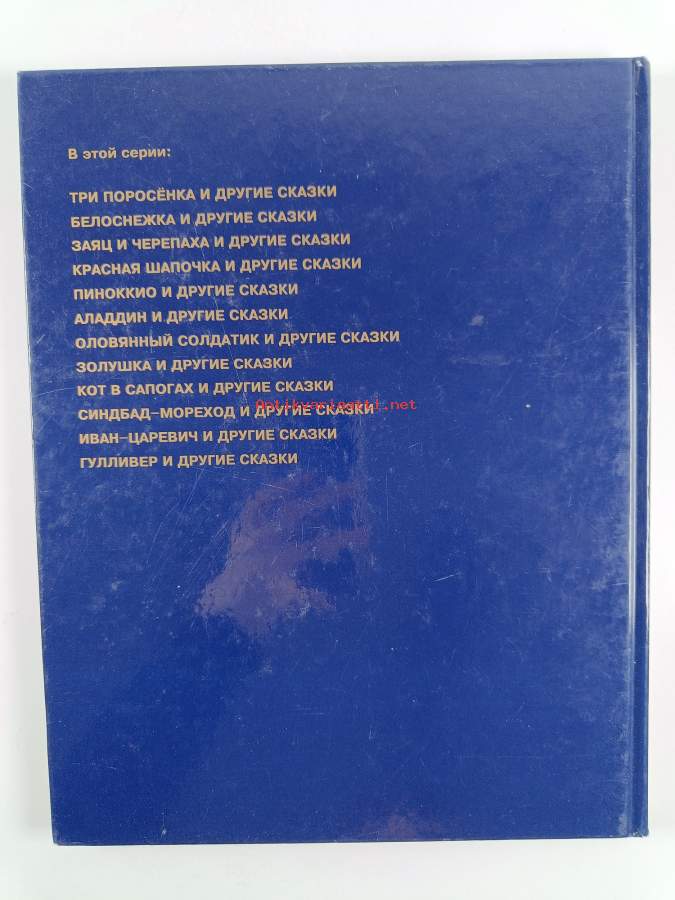 В этой серии:
ТРИ ПОРОСЁНКА И ДРУГИЕ СКАЗКИ
БЕЛОСНЕЖКА И ДРУГИЕ СКАЗКИ
ЗАЯЦ И ЧЕРЕПАХА И ДРУГИЕ СКАЗКИ
КРАСНАЯ ШАПОЧКА И ДРУГИЕ СКАЗКИ
ПИНОККИО И ДРУГИЕ СКАЗКИ
АЛАДДИН И ДРУГИЕ СКАЗКИ
ОЛОВЯННЫЙ СОЛДАТИК И ДРУГИЕ СКАЗКИ
ЗОЛУШКА И ДРУГИЕ СКАЗКИ
КОТ В САПОГАХ И ДРУГИЕ СКАЗКИ
Antikvariaatti.net
СИНДБАД-МОРЕХОД И ДРУГИЕ СКАЗКИ
ИВАН-ЦАРЕВИЧ И ДРУГИЕ СКАЗКИ
ГУЛЛИВЕР И ДРУГИЕ СКАЗКИ